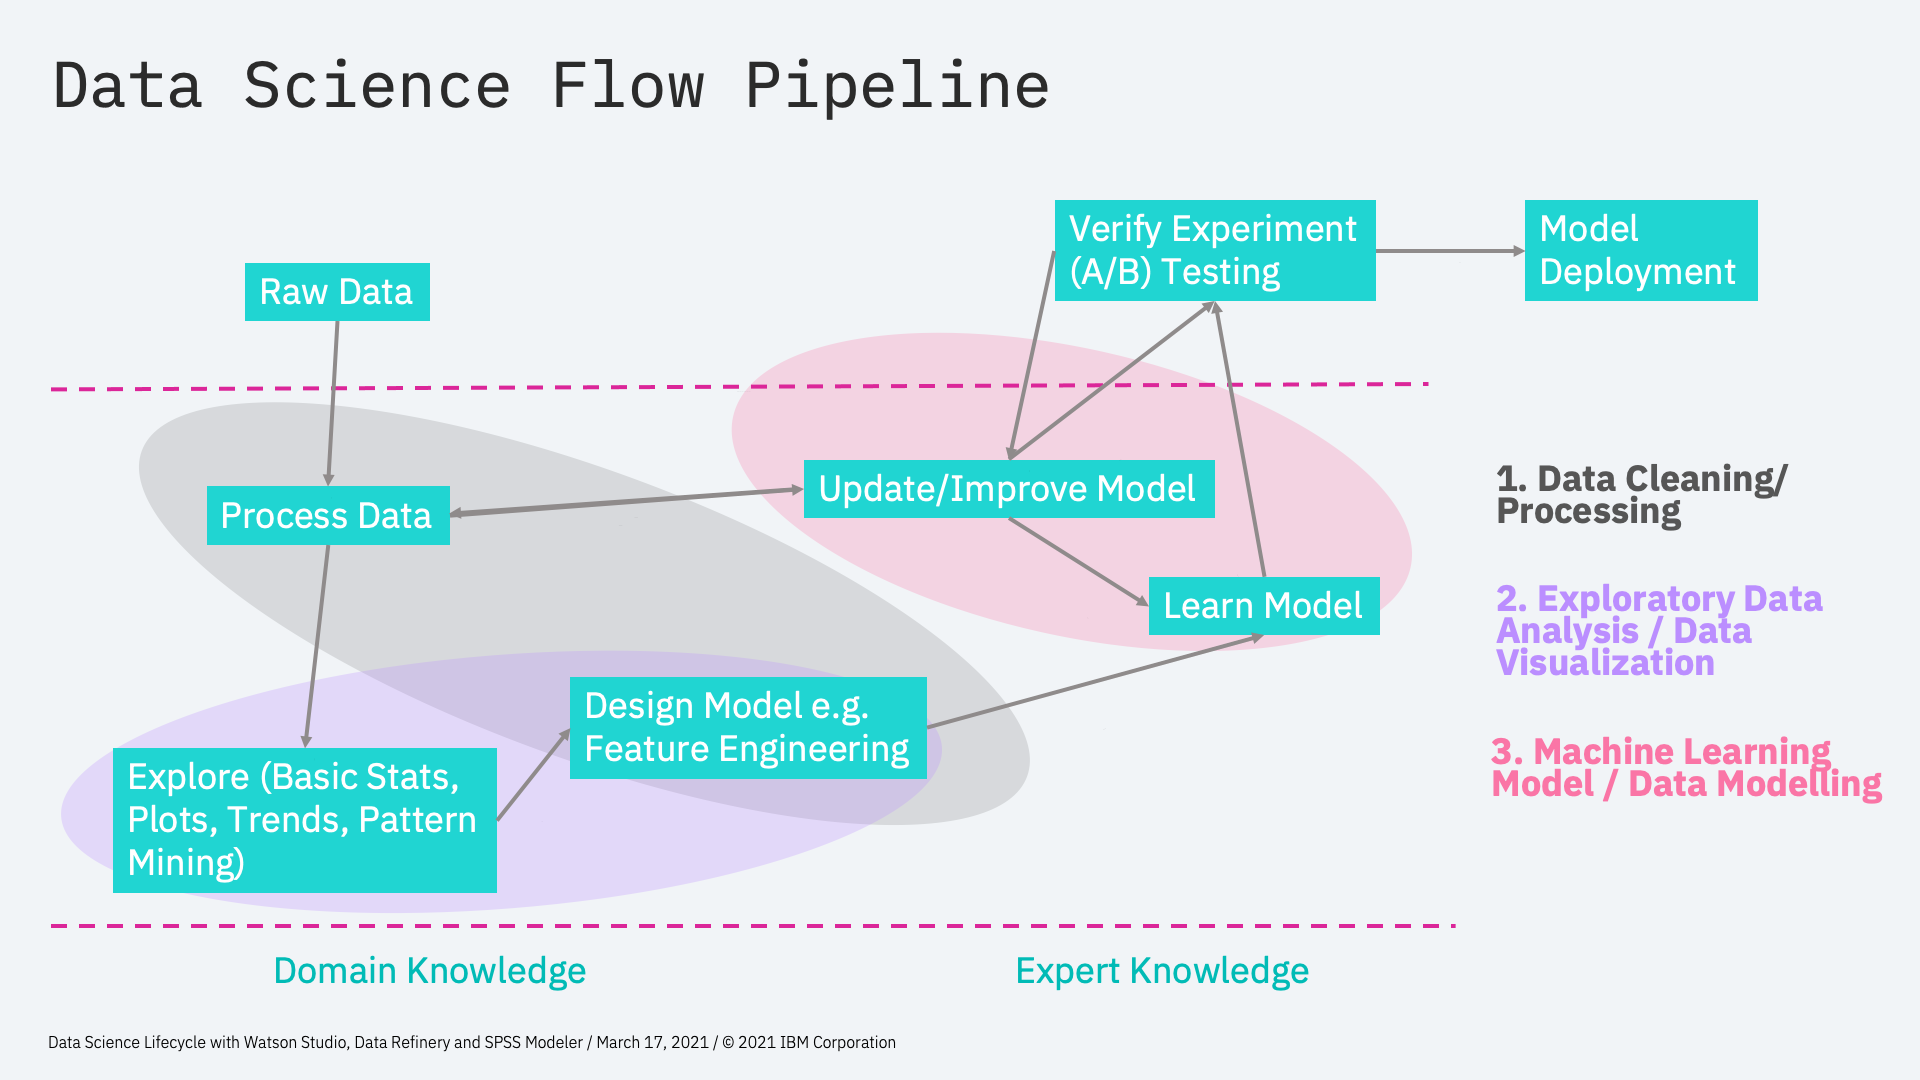 Data Science Flow Pipeline
Verify Experiment
(A/B) Testing
Model
Deployment
Raw Data
Update/Improve Model
Process Data
Learn Model
Design Model e.g.
Feature Engineering
Explore (Basic Stats,
Plots, Trends, Pattern
Mining)
1. Data Cleaning/
Processing
2. Exploratory Data
Analysis / Data
Visualization
3. Machine Learning
Model / Data Modelling
Domain Knowledge
Expert Knowledge
Data Science Lifecycle with Watson Studio, Data Refinery and SPSS Modeler / March 17, 2021 / © 2021 IBM Corporation